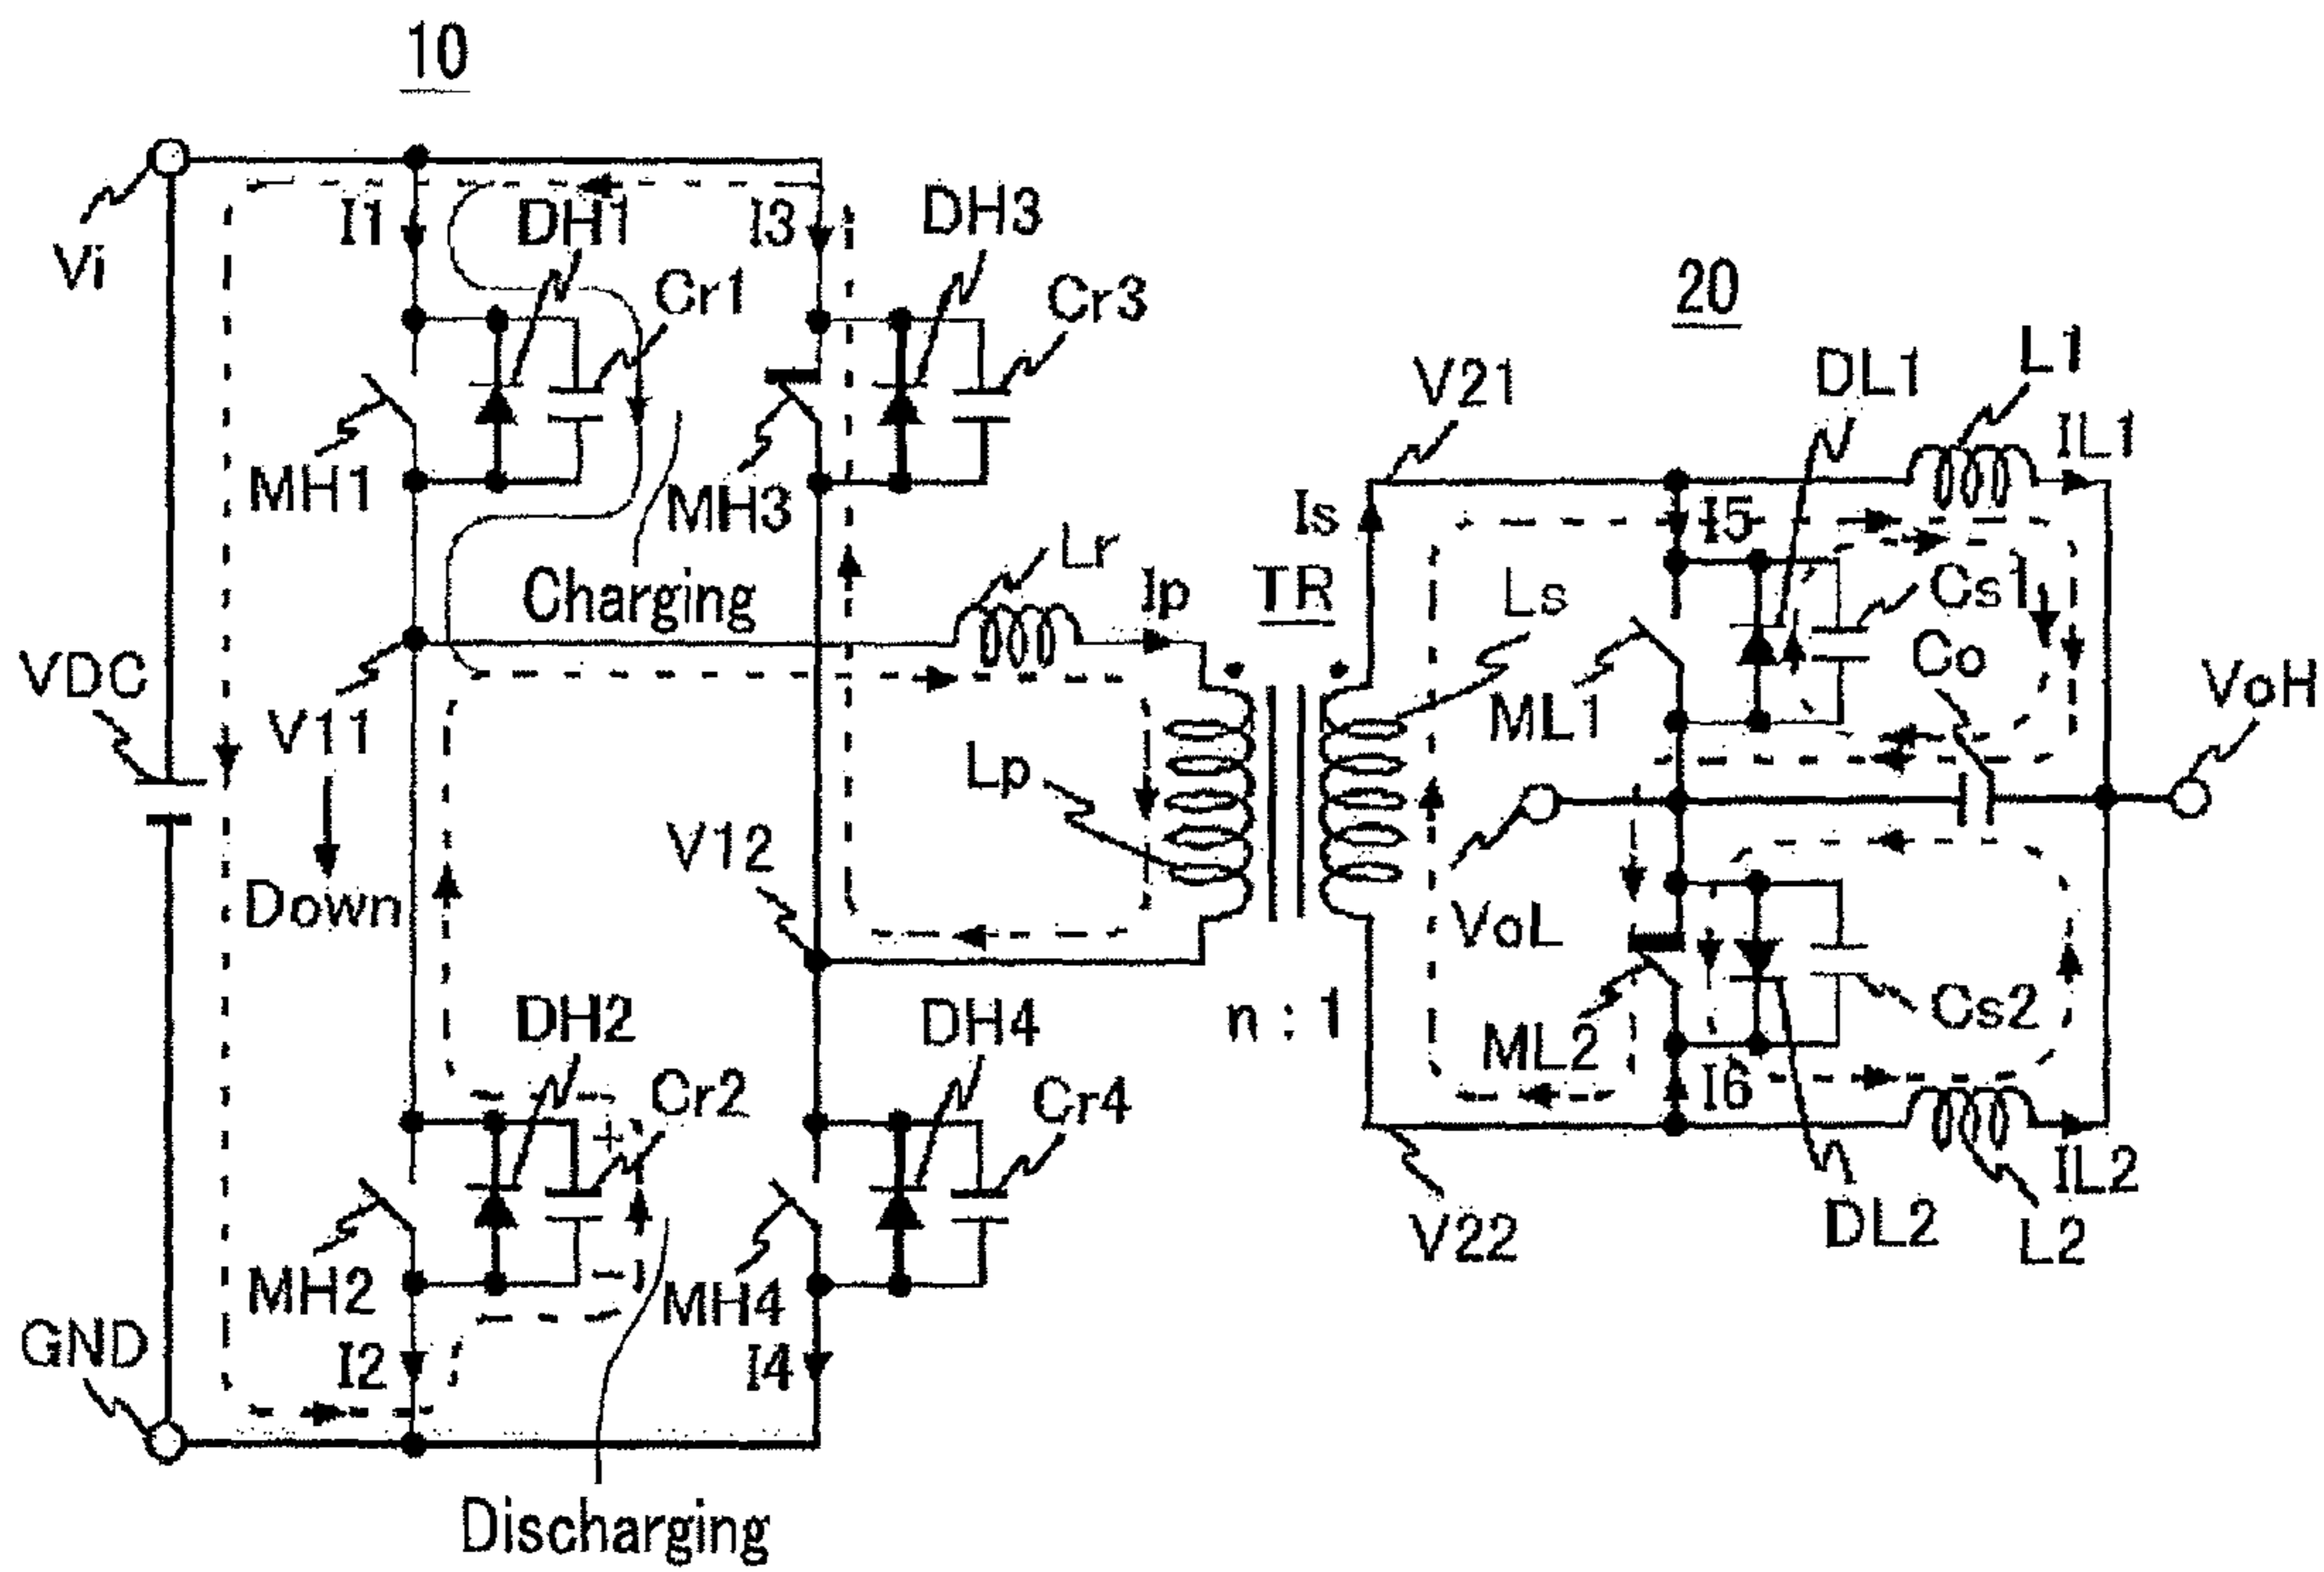 10
Vi
I1
DH1
I3
DH3
Cr1
Cr3
MH1
MH3
Charging
VDC
V11
Down
Lr
Ip
TR
Is
Ls
Lp
V12
n : 1
DH2
Cr2
+
DH4
Cr4
MH2
MH4
GND
I2
I4
Discharging
20
V21
DL1
L1
IL1
I5
Cs1
Co
ML1
VoH
VoL
ML2
Cs2
I6
V22
DL2
L2
IL2